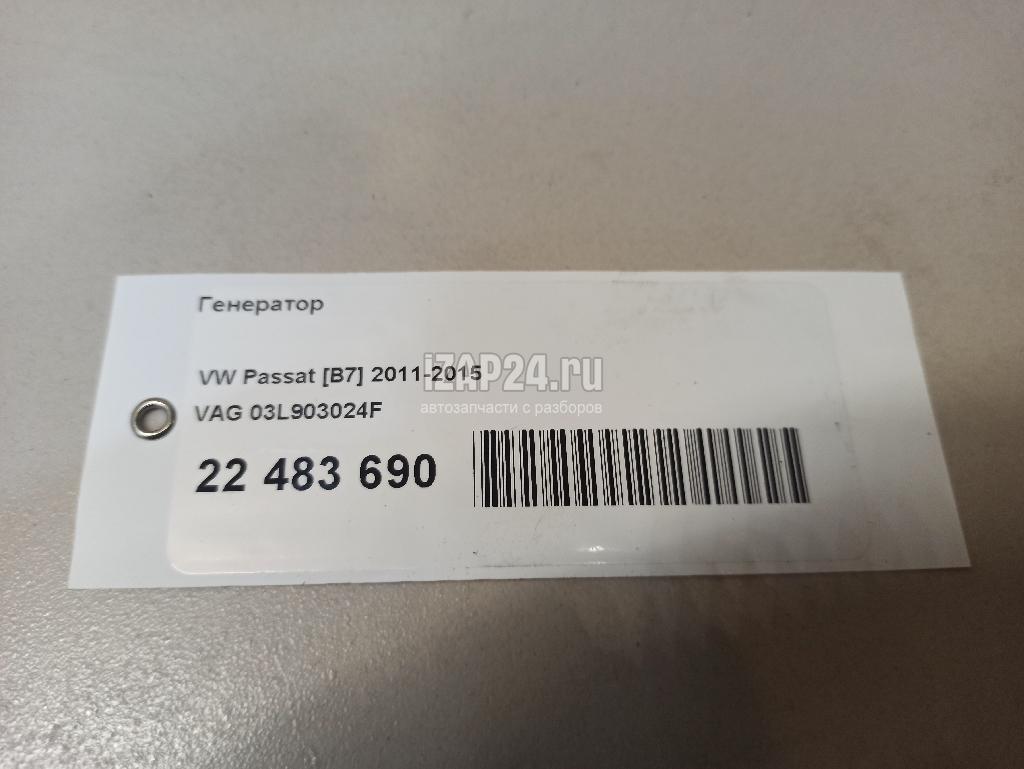 Генератор
VW Passat [B7] 2011-2015
iZAP24.ru
VAG 03L903024F
автозапчасти с разборов
22 483 690